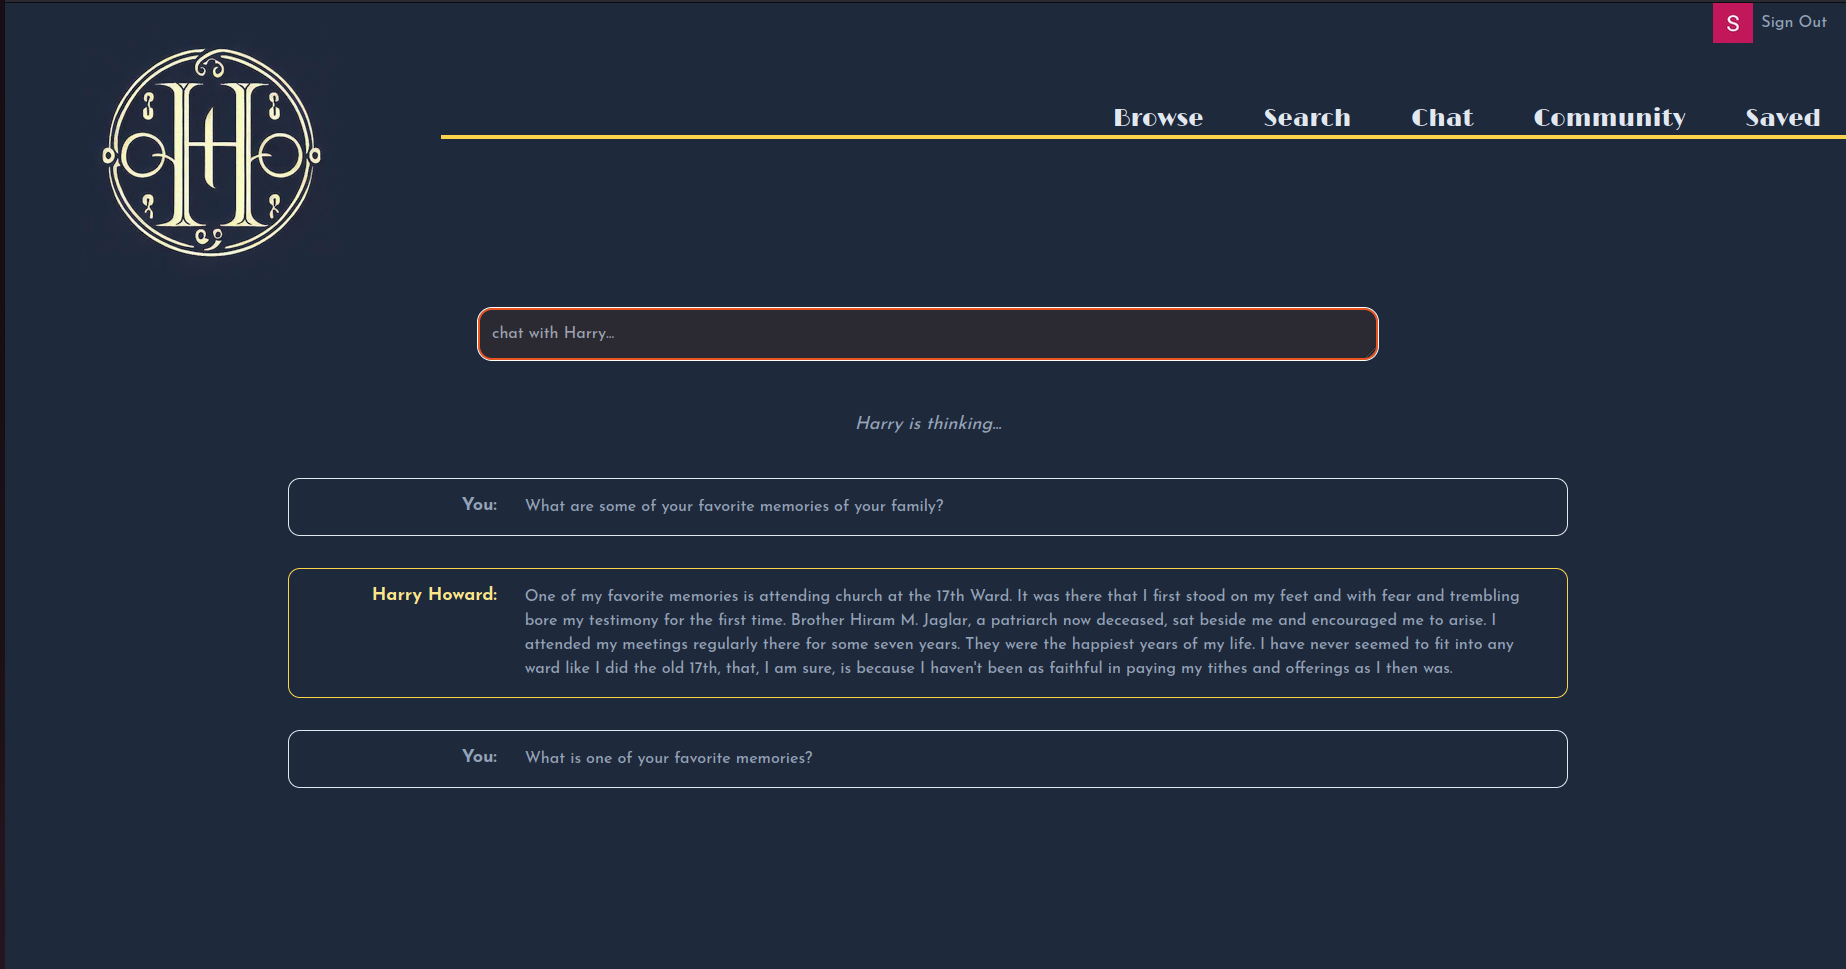 S Sign Out
Browse Search Chat Community Saved
H
chat with Harry...
Harry is thinking...
You: What are some of your favorite memories of your family?
Harry Howard: One of my favorite memories is attending church at the 17th Ward. It was there that I first stood on my feet and with fear and trembling
bore my testimony for the first time. Brother Hiram M. Jaglar, a patriarch now deceased, sat beside me and encouraged me to arise. I
attended my meetings regularly there for some seven years. They were the happiest years of my life. I have never seemed to fit into any
ward like I did the old 17th, that, I am sure, is because I haven't been as faithful in paying my tithes and offerings as I then was.
You: What is one of your favorite memories?